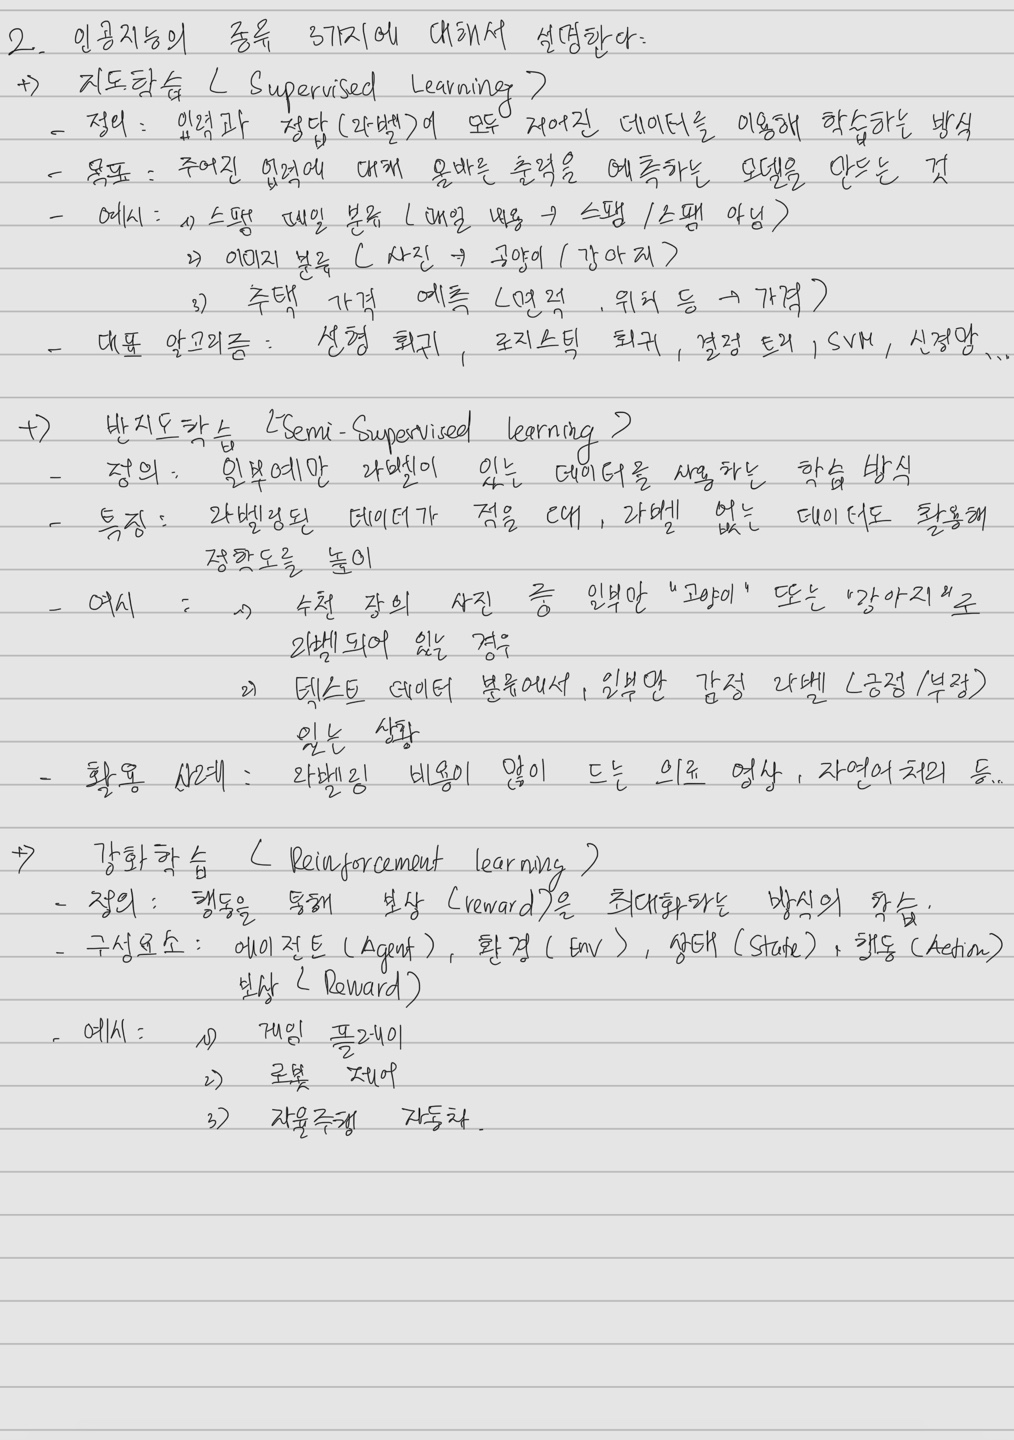 2. 인공지능의 종류 3가지에 대해서 설명한다.
+) 지도학습 ( Supervised Learning )
- 정의 : 입력과 정답(라벨)이 모두 주어진 데이터를 이용해 학습하는 방식
- 목표 : 주어진 입력에 대해 올바른 출력을 예측하는 모델을 만드는 것
- 예시 : 1) 스팸 메일 분류 ( 메일 내용 → 스팸 / 스팸 아님 )
2) 이미지 분류 ( 사진 → 고양이 / 강아지 )
3) 주택 가격 예측 ( 면적 , 위치 등 → 가격 )
- 대표 알고리즘 : 선형 회귀 , 로지스틱 회귀 , 결정 트리 , SVM , 신경망 ...
+) 반지도학습 ( Semi-Supervised learning )
- 정의 : 일부에만 라벨이 있는 데이터를 사용하는 학습 방식
- 특징 : 라벨링된 데이터가 적을 때 , 라벨 없는 데이터도 활용해
정확도를 높이
- 예시 : 1) 수천 장의 사진 중 일부만 "고양이" 또는 "강아지"로
라벨되어 있는 경우
2) 텍스트 데이터 분류에서 , 일부만 감정 라벨 (긍정 / 부정)
있는 상황
- 활용 사례 : 라벨링 비용이 많이 드는 의료 영상 , 자연어 처리 등..
+) 강화학습 ( Reinforcement learning )
- 정의 : 행동을 통해 보상 (reward)을 최대화하는 방식의 학습.
- 구성요소 : 에이전트 (Agent) , 환경 (Env) , 상태 (State) , 행동 (Action)
보상 ( Reward )
- 예시 : 1) 게임 플레이
2) 로봇 제어
3) 자율주행 자동차.